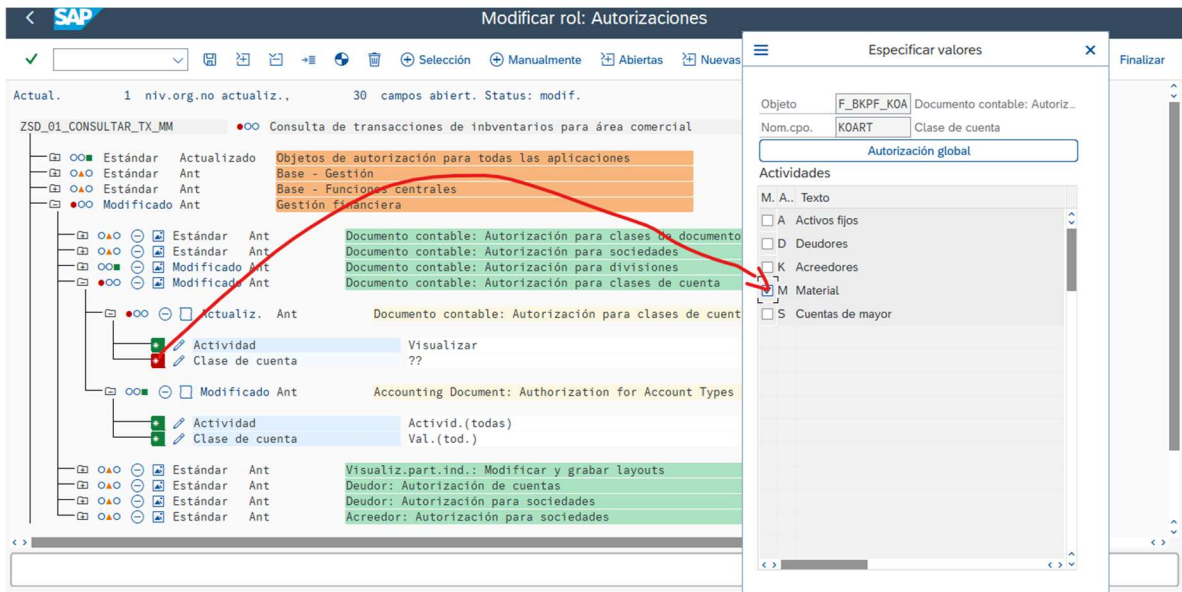 SAP
Modificar rol: Autorizaciones
Selección Manualmente Abiertas Nuevas
Finalizar
Actual. 1 niv.org.no actualiz., 30 campos abiert. Status: modif.
ZSD_01_CONSULTAR_TX_MM Consulta de transacciones de inbventarios para área comercial
Estándar Actualizado Objetos de autorización para todas las aplicaciones
Estándar Ant Base - Gestión
Estándar Ant Base - Funciones centrales
Modificado Ant Gestión financiera
Estándar Ant Documento contable: Autorización para clases de documento
Estándar Ant Documento contable: Autorización para sociedades
Modificado Ant Documento contable: Autorización para divisiones
Modificado Ant Documento contable: Autorización para clases de cuenta
Actualiz. Ant Documento contable: Autorización para clases de cuent
Actividad Visualizar
Clase de cuenta ??
Modificado Ant Accounting Document: Authorization for Account Types
Actividad Activid.(todas)
Clase de cuenta Val.(tod.)
Estándar Ant Visualiz.part.ind.: Modificar y grabar layouts
Estándar Ant Deudor: Autorización de cuentas
Estándar Ant Deudor: Autorización para sociedades
Estándar Ant Acreedor: Autorización para sociedades
Especificar valores
Objeto F_BKPF_KOA Documento contable: Autoriz...
Nom.cpo. KOART Clase de cuenta
Autorización global
Actividades
M. A.. Texto
A Activos fijos
D Deudores
K Acreedores
M Material
S Cuentas de mayor